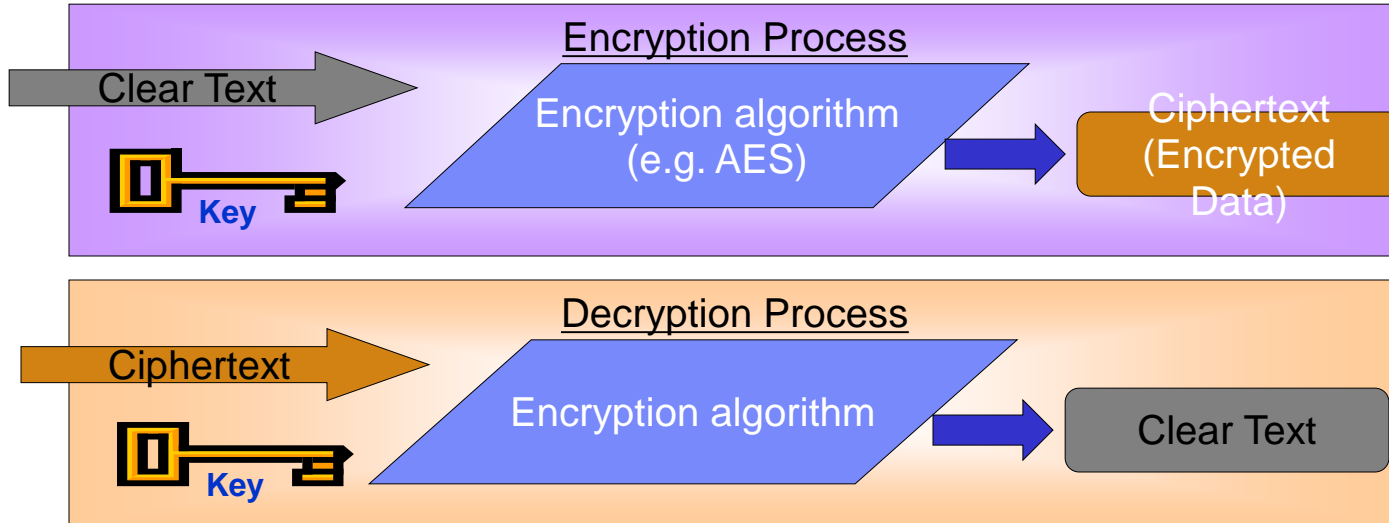 Encryption Process
Clear Text
Encryption algorithm
(e.g. AES)
Ciphertext
(Encrypted
Data)
Key
Decryption Process
Ciphertext
Encryption algorithm
Clear Text
Key